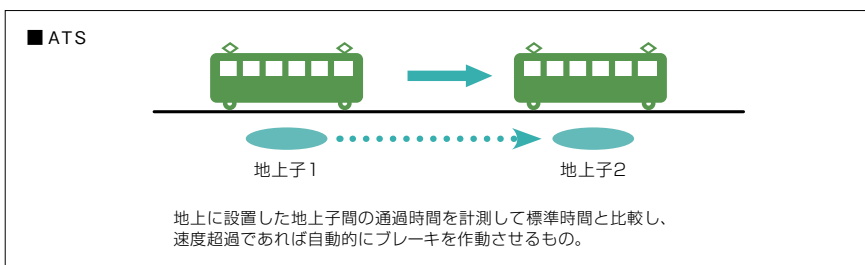 ■ATS
地上子1
地上子2
地上に設置した地上子間の通過時間を計測して標準時間と比較し、
速度超過であれば自動的にブレーキを作動させるもの。